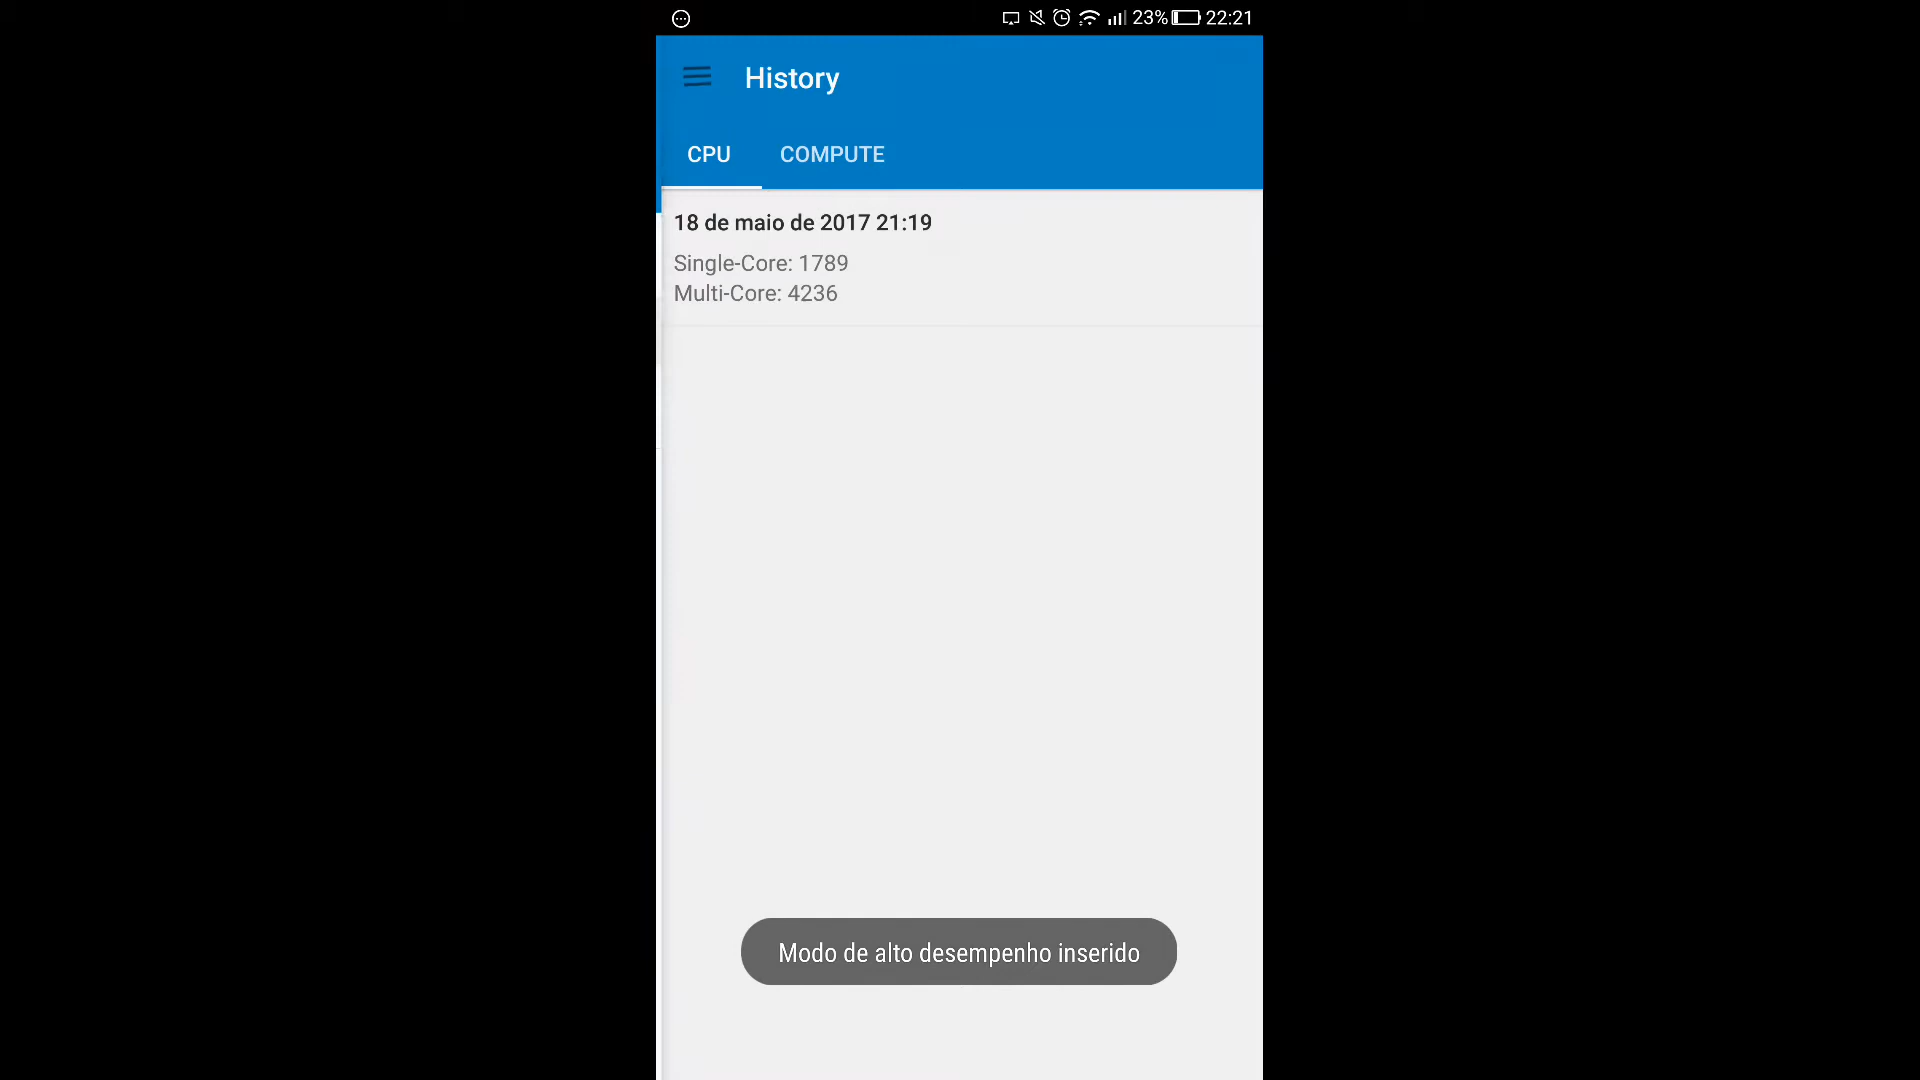 23% 22:21
History
CPU COMPUTE
18 de maio de 2017 21:19
Single-Core: 1789
Multi-Core: 4236
Modo de alto desempenho inserido